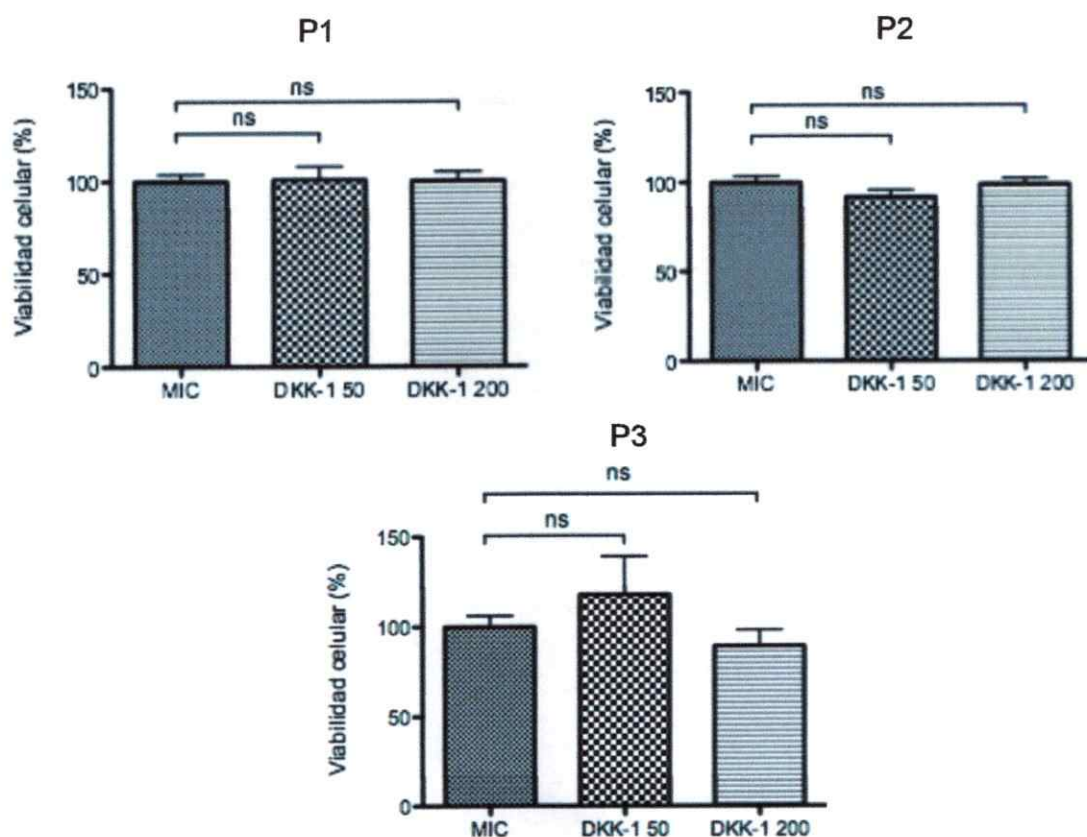 P1
150
100
50
0
Viabilidad celular (%)
ns
ns
MIC DKK-1 50 DKK-1 200
P2
150
100
50
0
Viabilidad celular (%)
ns
ns
MIC DKK-1 50 DKK-1 200
P3
150
100
50
0
Viabilidad celular (%)
ns
ns
MIC DKK-1 50 DKK-1 200